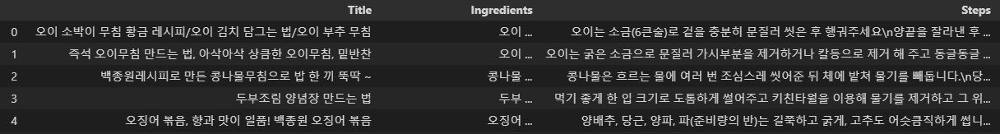 Title Ingredients Steps
0 오이 소박이 무침 황금 레시피/오이 김치 담그는 법/오이 부추 무침 오이 ... 오이는 소금(6큰술)로 겉을 충분히 문질러 씻은 후 행궈주세요\n양끝을 잘라낸 후 ...
1 즉석 오이무침 만드는 법, 아삭아삭 상큼한 오이무침, 밑반찬 오이 ... 오이는 굵은 소금으로 문질러 가시부분을 제거하거나 칼등으로 제거 해 주고 동글동글 ...
2 백종원레시피로 만든 콩나물무침으로 밥 한 끼 뚝딱 ~ 콩나물 ... 콩나물은 흐르는 물에 여러 번 조심스레 씻어준 뒤 체에 밭쳐 물기를 빼둡니다.\n당...
3 두부조림 양념장 만드는 법 두부 ... 먹기 좋게 한 입 크기로 도톰하게 썰어주고 키친타월을 이용해 물기를 제거하고 그 위...
4 오징어 볶음, 향과 맛이 일품! 백종원 오징어 볶음 오징어 ... 양배추, 당근, 양파, 파(준비량의 반)는 길쭉하고 굵게, 고추도 어슷큼직하게 썹니...